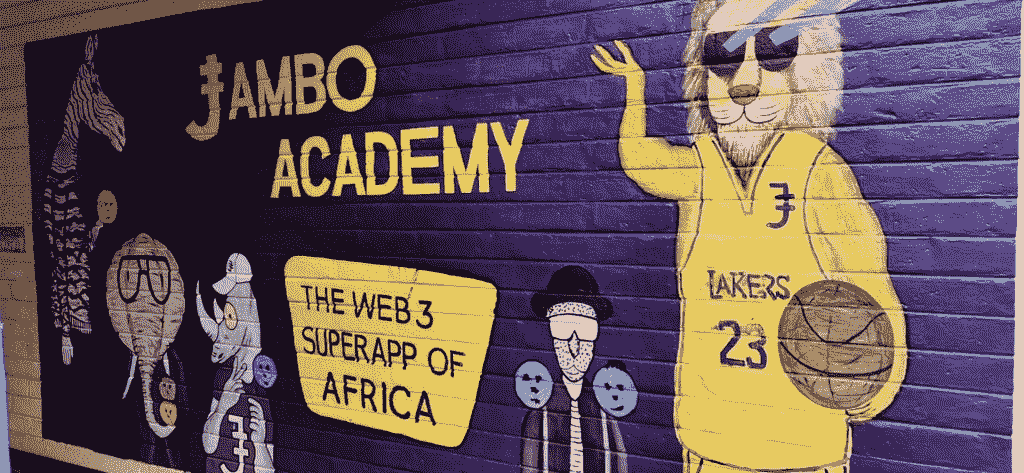 JAMBO
ACADEMY
THE WEB 3
SUPERAPP OF
AFRICA
LAKERS
23